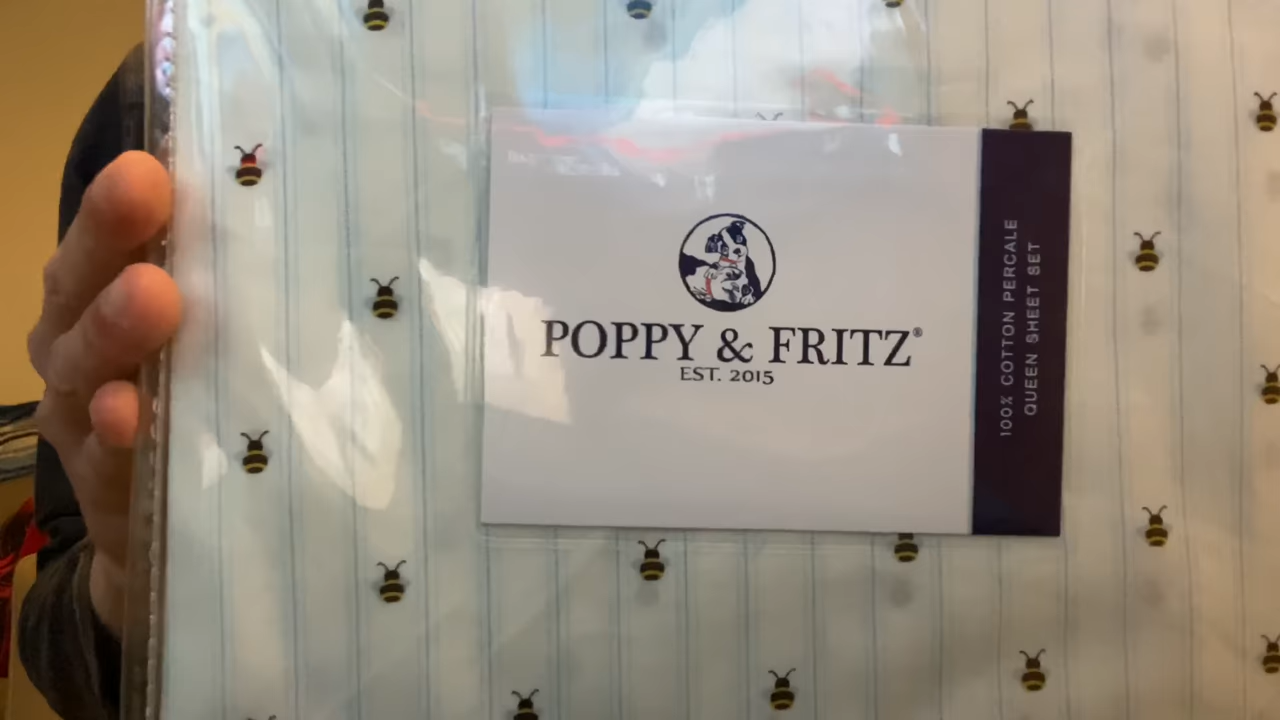 POPPY & FRITZ®
EST. 2015
100% COTTON PERCALE
QUEEN SHEET SET